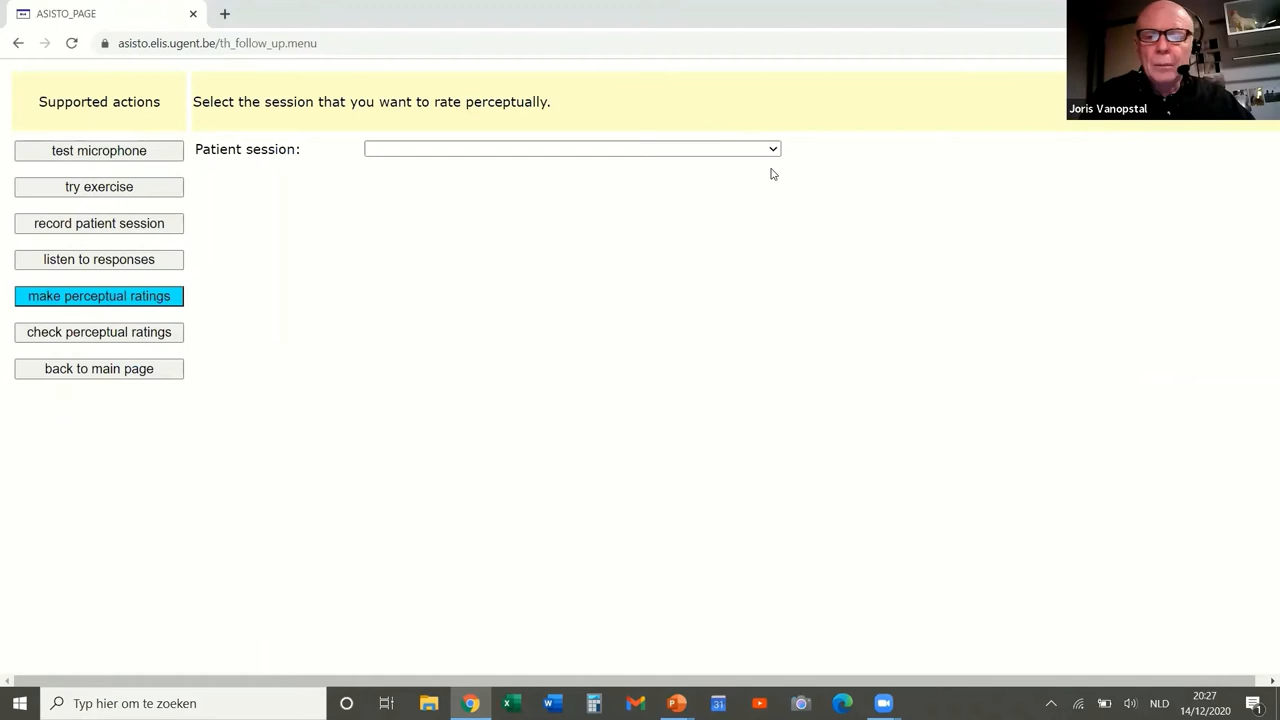 ASISTO_PAGE
asisto.elis.ugent.be/th_follow_up.menu
Joris Vanopstal
Supported actions
Select the session that you want to rate perceptually.
test microphone
Patient session:
try exercise
record patient session
listen to responses
make perceptual ratings
check perceptual ratings
back to main page
Typ hier om te zoeken
31
NLD
20:27
14/12/2020
1